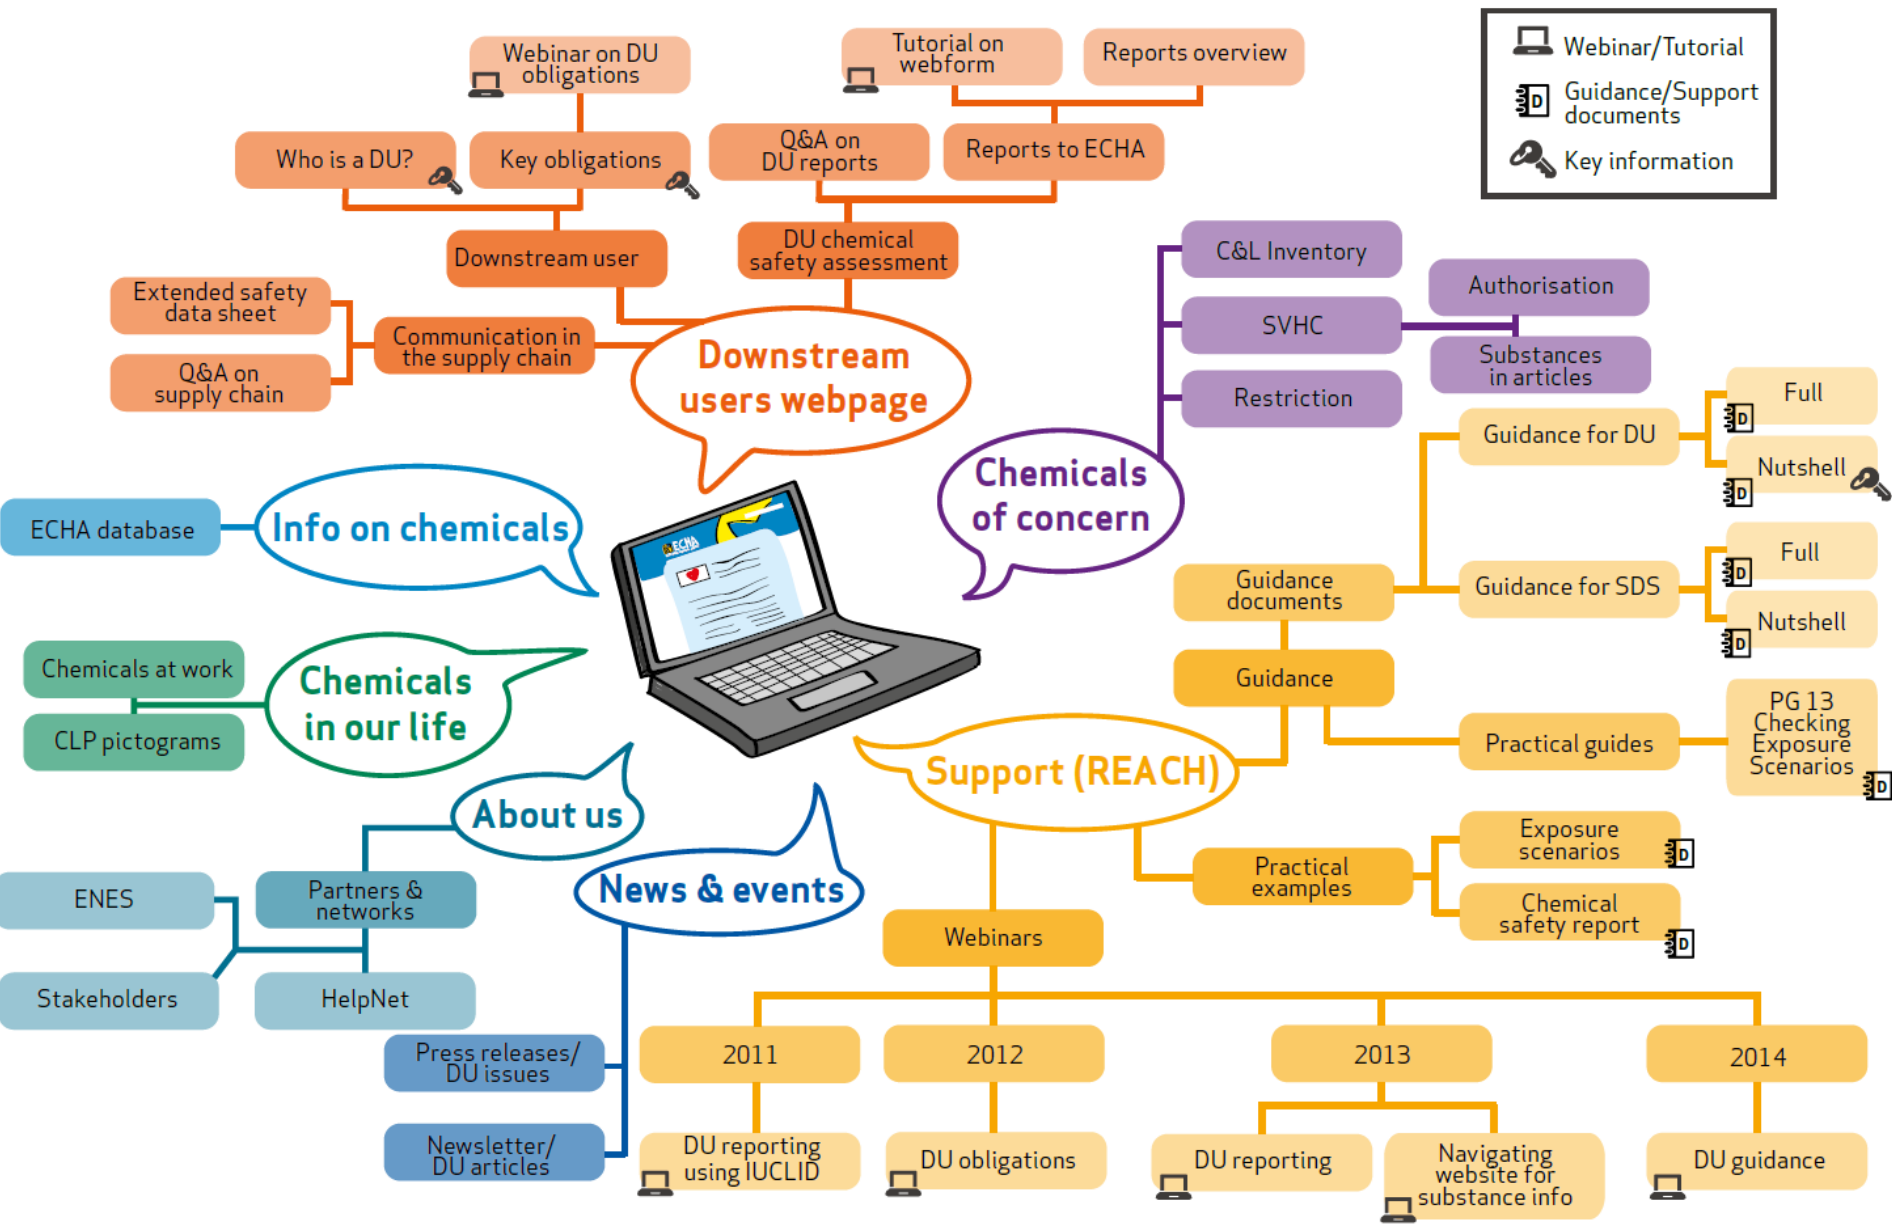 Webinar on DU
obligations
Tutorial on
webform
Reports overview
Webinar/Tutorial
D
Guidance/Support
documents
Key information
Who is a DU?
Key obligations
Q&A on
DU reports
Reports to ECHA
Downstream user
DU chemical
safety assessment
Extended safety
data sheet
Q&A on
supply chain
Communication in
the supply chain
Downstream
users webpage
C&L Inventory
SVHC
Restriction
Authorisation
Substances
in articles
Chemicals
of concern
Guidance for DU
Full
D
Nutshell
D
Guidance for SDS
Full
D
Nutshell
D
Guidance
documents
Guidance
Practical guides
PG 13
Checking
Exposure
Scenarios
D
ECHA database
Info on chemicals
ECHA
Chemicals at work
CLP pictograms
Chemicals
in our life
Support (REACH)
About us
News & events
ENES
Partners &
networks
Stakeholders
HelpNet
Practical
examples
Exposure
scenarios
D
Chemical
safety report
D
Webinars
Press releases/
DU issues
Newsletter/
DU articles
2011
2012
2013
2014
DU reporting
using IUCLID
DU obligations
DU reporting
Navigating
website for
substance info
DU guidance